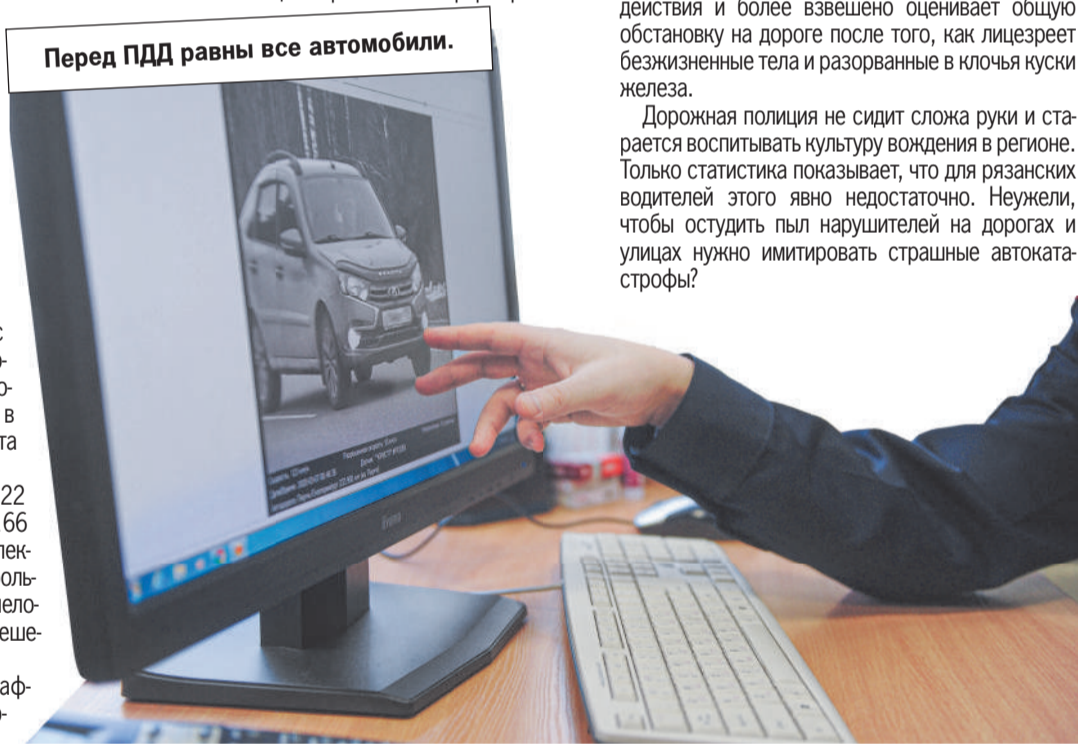 Перед ПДД равны все автомобили.
с
о-
о-
в
та
22
66
лек-
оль-
чело-
еше-
аф-
о-
действия и более взвешено оценивает общую
обстановку на дороге после того, как лицезреет
безжизненные тела и разорванные в клочья куски
железа.
Дорожная полиция не сидит сложа руки и ста-
рается воспитывать культуру вождения в регионе.
Только статистика показывает, что для рязанских
водителей этого явно недостаточно. Неужели,
чтобы остудить пыл нарушителей на дорогах и
улицах нужно имитировать страшные автоката-
строфы?